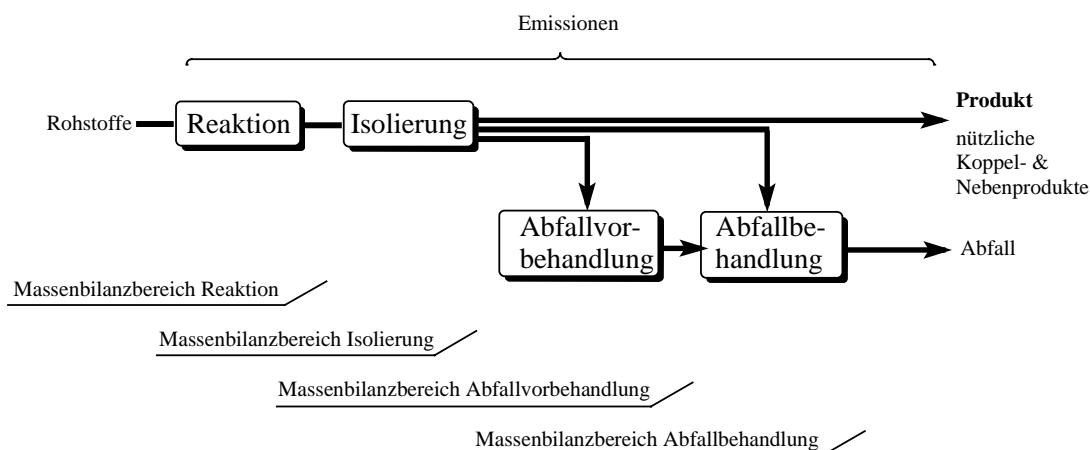 Emissionen
Rohstoffe
Reaktion
Isolierung
Produkt
nützliche
Koppel- &
Nebenprodukte
Abfallvor-
behandlung
Abfallbe-
handlung
Abfall
Massenbilanzbereich Reaktion
Massenbilanzbereich Isolierung
Massenbilanzbereich Abfallvorbehandlung
Massenbilanzbereich Abfallbehandlung